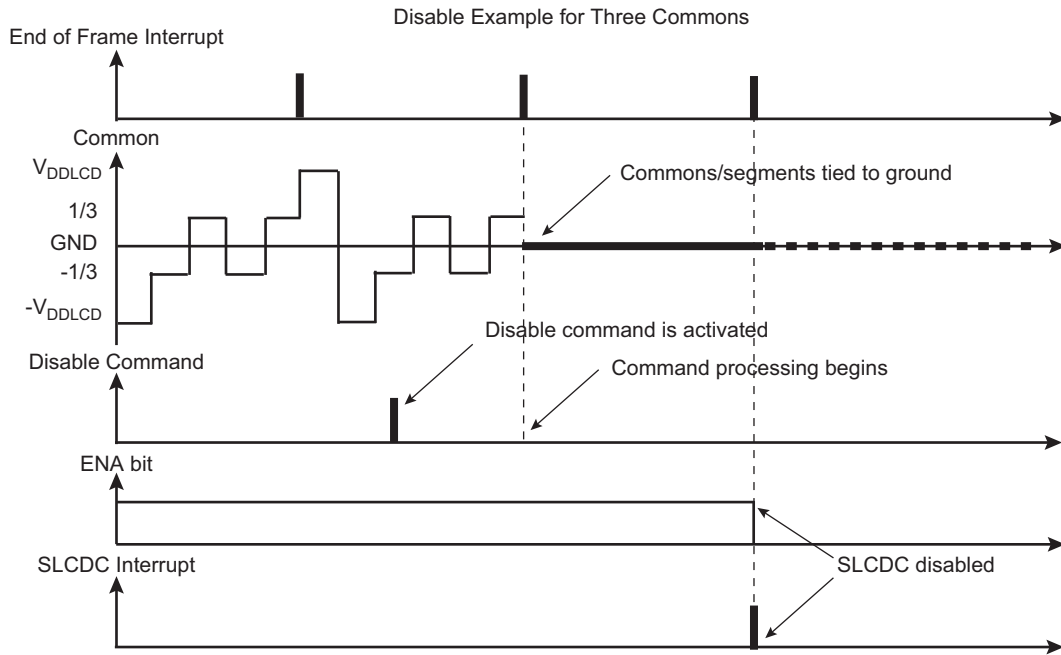 Disable Example for Three Commons
End of Frame Interrupt
Common
VDDLCD
1/3
GND
-1/3
-VDDLCD
Commons/segments tied to ground
Disable command is activated
Disable Command
Command processing begins
ENA bit
SLCDC Interrupt
SLCDC disabled